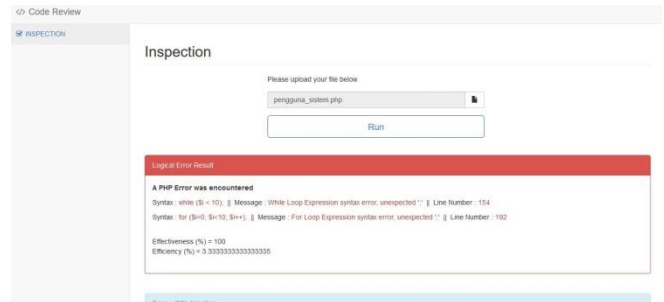 </> Code Review
INSPECTION
Inspection
Please upload your file below.
pengguna_sistem.php
Run
Logical Error Result
A PHP Error was encountered
Syntax : while ($i < 10); || Message : While Loop Expression syntax error, unexpected ';' || Line Number : 154
Syntax : for ($i=0; $i<10; $i++); || Message : For Loop Expression syntax error, unexpected ';' || Line Number : 192
Effectiveness (%) = 100
Efficiency (%) = 3.3333333333333335